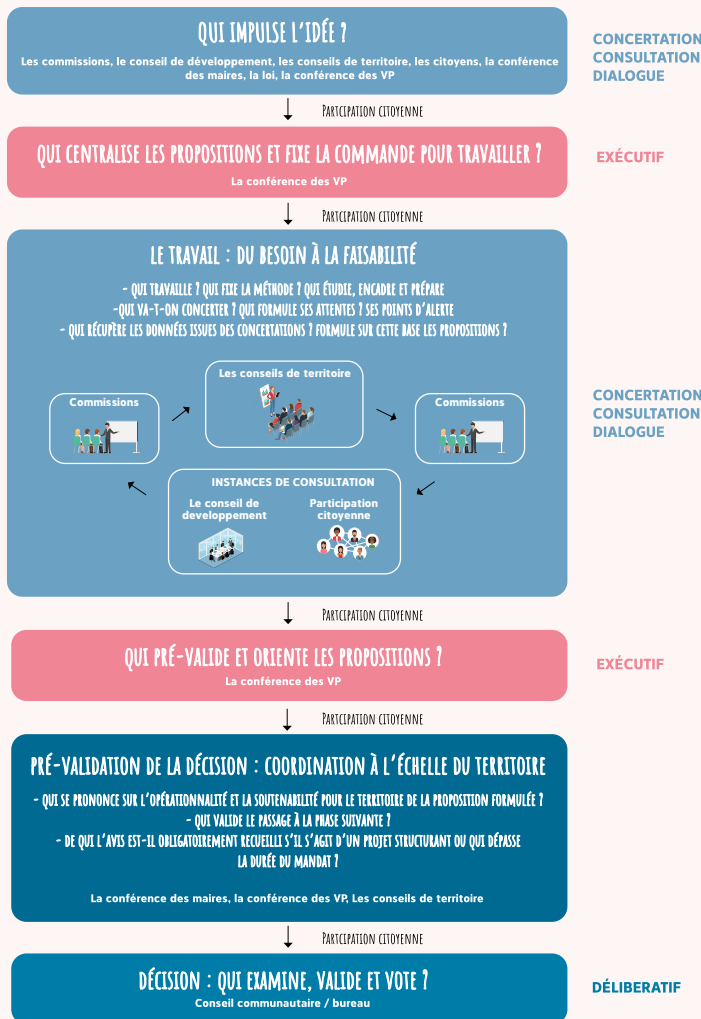 QUI IMPULSE L'IDÉE ?
Les commissions, le conseil de développement, les conseils de territoire, les citoyens, la conférence
des maires, la loi, la conférence des VP
CONCERTATION
CONSULTATION
DIALOGUE
Partcipation citoyenne
QUI CENTRALISE LES PROPOSITIONS ET FIXE LA COMMANDE POUR TRAVAILLER ?
La conférence des VP
EXÉCUTIF
Partcipation citoyenne
LE TRAVAIL : DU BESOIN À LA FAISABILITÉ
- QUI TRAVAILLE ? QUI FIXE LA MÉTHODE ? QUI ÉTUDIE, ENCADRE ET PRÉPARE
-QUI VA-T-ON CONCERTER ? QUI FORMULE SES ATTENTES ? SES POINTS D'ALERTE
- QUI RÉCUPÈRE LES DONNÉES ISSUES DES CONCERTATIONS ? FORMULE SUR CETTE BASE LES PROPOSITIONS ?
Les conseils de territoire
Commissions
Commissions
CONCERTATION
CONSULTATION
DIALOGUE
INSTANCES DE CONSULTATION
Le conseil de
developpement
Participation
citoyenne
Partcipation citoyenne
QUI PRÉ-VALIDE ET ORIENTE LES PROPOSITIONS ?
La conférence des VP
EXÉCUTIF
Partcipation citoyenne
PRÉ-VALIDATION DE LA DÉCISION : COORDINATION À L'ÉCHELLE DU TERRITOIRE
- QUI SE PRONONCE SUR L'OPÉRATIONNALITÉ ET LA SOUTENABILITÉ POUR LE TERRITOIRE DE LA PROPOSITION FORMULÉE ?
- QUI VALIDE LE PASSAGE À LA PHASE SUIVANTE ?
- DE QUI L'AVIS EST-IL OBLIGATOIREMENT RECUEILLI S'IL S'AGIT D'UN PROJET STRUCTURANT OU QUI DÉPASSE
LA DURÉE DU MANDAT ?
La conférence des maires, la conférence des VP, Les conseils de territoire
Partcipation citoyenne
DÉCISION : QUI EXAMINE, VALIDE ET VOTE ?
Conseil communautaire / bureau
DÉLIBERATIF